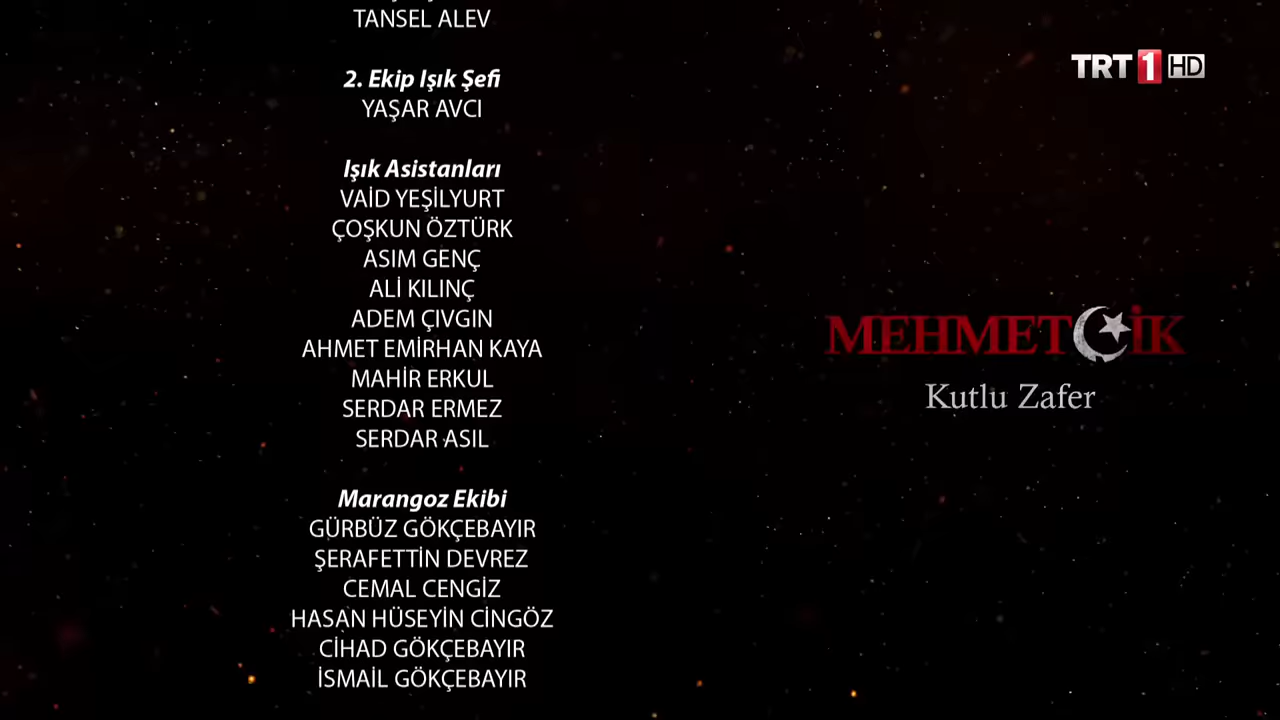 TANSEL ALEV
2. Ekip Işık Şefi
YAŞAR AVCI
Işık Asistanları
VAİD YEŞİLYURT
ÇOŞKUN ÖZTÜRK
ASIM GENÇ
ALİ KILINÇ
ADEM ÇIVGIN
AHMET EMİRHAN KAYA
MAHİR ERKUL
SERDAR ERMEZ
SERDAR ASIL
Marangoz Ekibi
GÜRBÜZ GÖKÇEBAYIR
ŞERAFETTİN DEVREZ
CEMAL CENGİZ
HASAN HÜSEYİN CİNGÖZ
CİHAD GÖKÇEBAYIR
İSMAİL GÖKÇEBAYIR
TRT 1 HD
MEHMETCİK
Kutlu Zafer